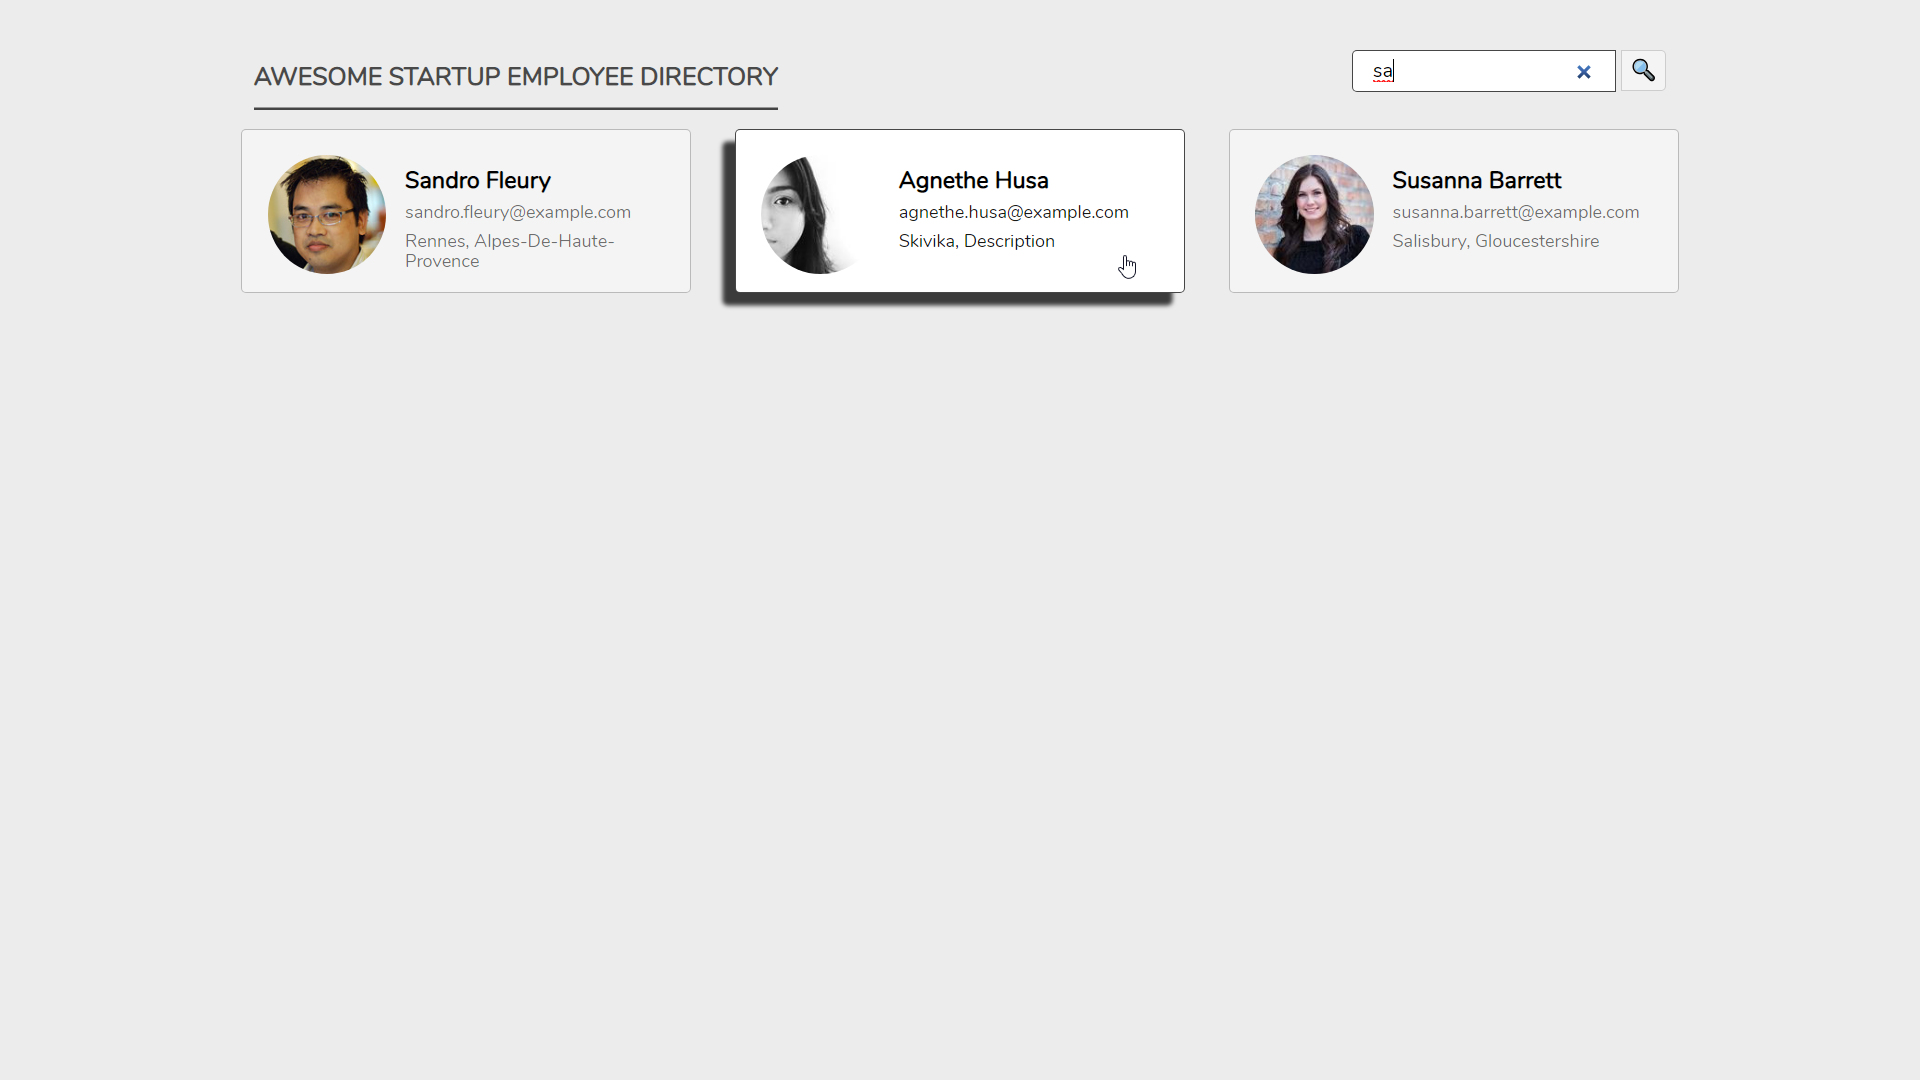 AWESOME STARTUP EMPLOYEE DIRECTORY
sa
Sandro Fleury
sandro.fleury@example.com
Rennes, Alpes-De-Haute-
Provence
Agnethe Husa
agnethe.husa@example.com
Skivika, Description
Susanna Barrett
susanna.barrett@example.com
Salisbury, Gloucestershire